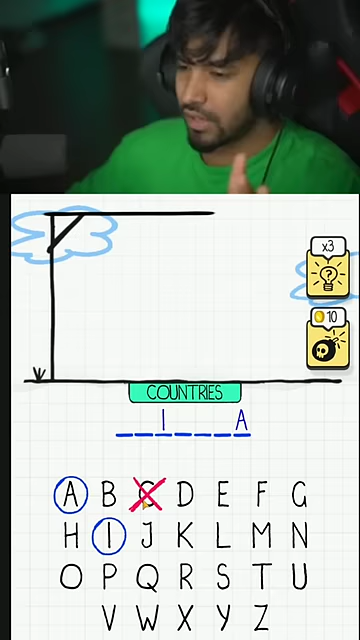 x3
10
COUNTRIES
I A
A B C D E F G
H I J K L M N
O P Q R S T U
V W X Y Z